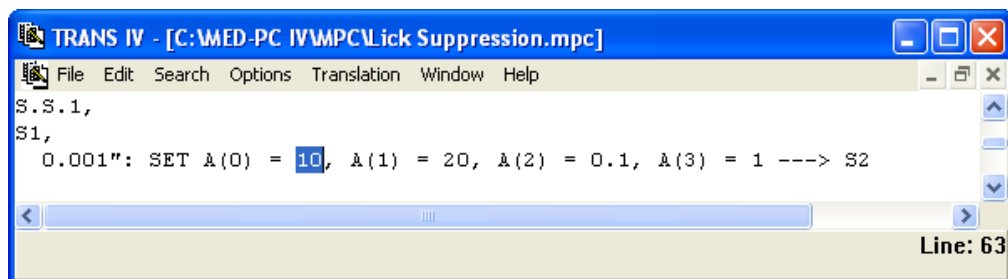 TRANS IV - [C:\MED-PC IV\MPC\Lick Suppression.mpc]
File Edit Search Options Translation Window Help
S.S.1,
S1,
0.001": SET A(0) = 10, A(1) = 20, A(2) = 0.1, A(3) = 1 ---> S2
Line: 63